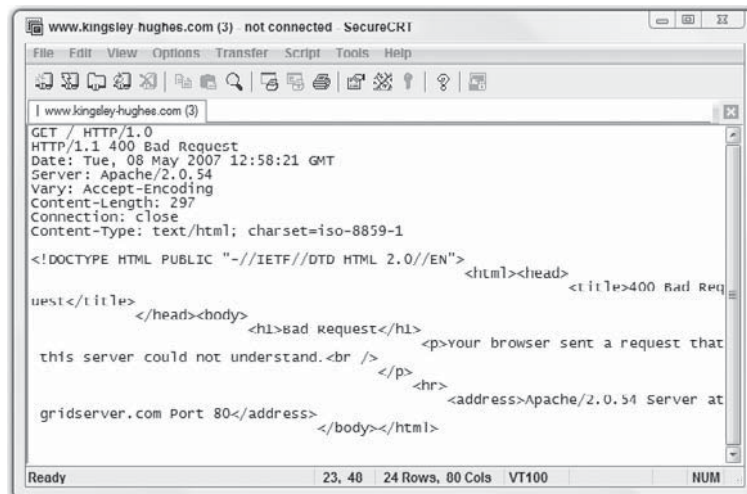 www.kingsley-hughes.com (3) - not connected - SecureCRT
File Edit View Options Transfer Script Tools Help
www.kingsley-hughes.com (3)
GET / HTTP/1.0
HTTP/1.1 400 Bad Request
Date: Tue, 08 May 2007 12:58:21 GMT
Server: Apache/2.0.54
Vary: Accept-Encoding
Content-Length: 297
Connection: close
Content-Type: text/html; charset=iso-8859-1
<!DOCTYPE HTML PUBLIC "-//IETF//DTD HTML 2.0//EN">
<html><head>
<title>400 Bad Req
uest</title>
</head><body>
<h1>Bad Request</h1>
<p>Your browser sent a request that
this server could not understand.<br />
</p>
<hr>
<address>Apache/2.0.54 Server at
gridserver.com Port 80</address>
</body></html>
Ready 23, 48 24 Rows, 80 Cols VT100 NUM